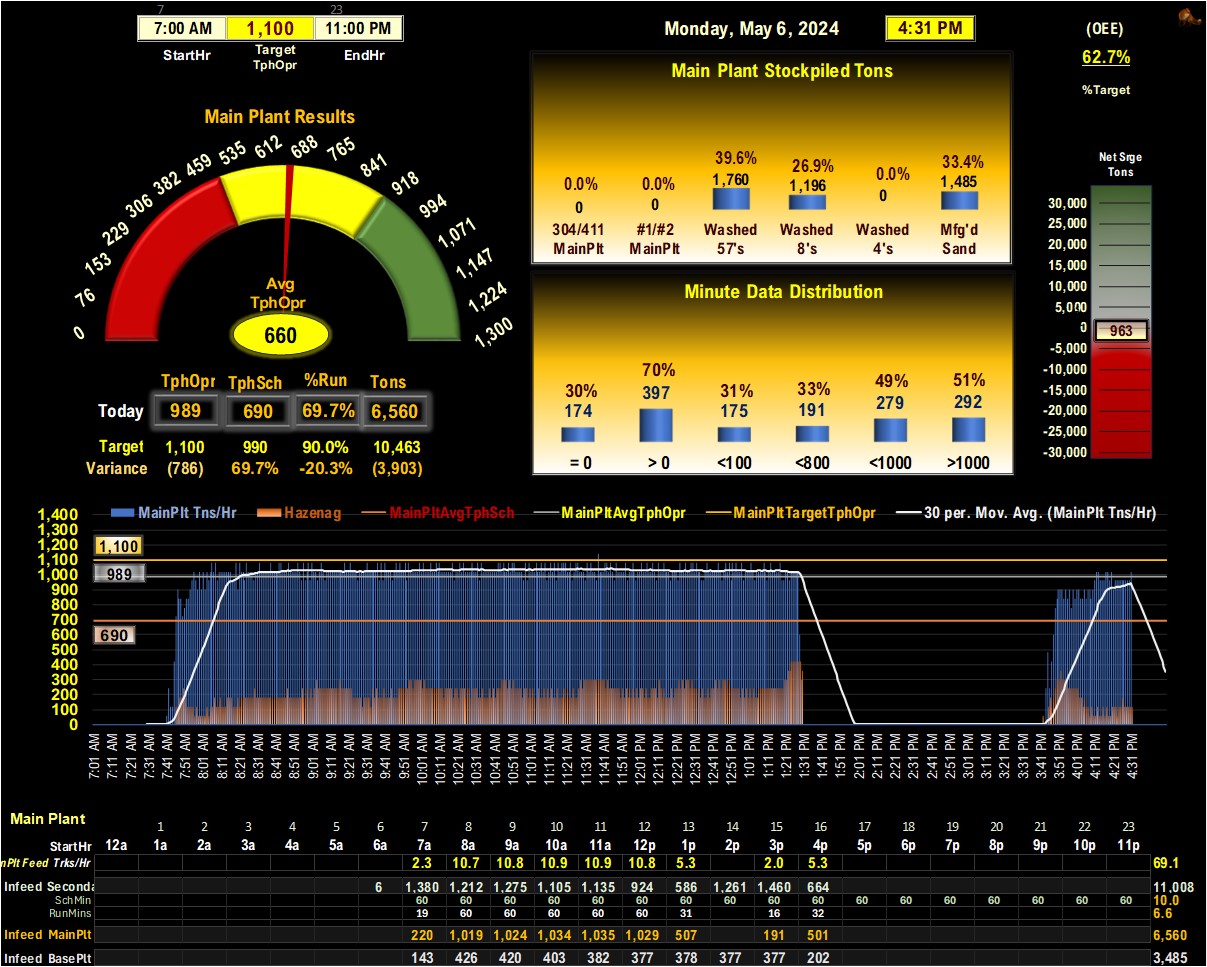 7 23
7:00 AM 1,100 11:00 PM
StartHr Target TphOpr EndHr
Monday, May 6, 2024 4:31 PM
(OEE)
62.7%
%Target
Main Plant Results
0 76 153 229 306 382 459 535 612 688 765 841 918 994 1,071 1,147 1,224 1,300
Avg
TphOpr
660
TphOpr TphSch %Run Tons
Today 989 690 69.7% 6,560
Target 1,100 990 90.0% 10,463
Variance (786) 69.7% -20.3% (3,903)
Main Plant Stockpiled Tons
0.0% 0.0% 39.6% 26.9% 0.0% 33.4%
0 0 1,760 1,196 0 1,485
304/411 #1/#2 Washed Washed Washed Mfg'd
MainPlt MainPlt 57's 8's 4's Sand
Minute Data Distribution
30% 70% 31% 33% 49% 51%
174 397 175 191 279 292
= 0 > 0 <100 <800 <1000 >1000
Net Srge
Tons
30,000
25,000
20,000
15,000
10,000
5,000
0
963
-5,000
-10,000
-15,000
-20,000
-25,000
-30,000
MainPlt Tns/Hr Hazenag MainPltAvgTphSch MainPltAvgTphOpr MainPltTargetTphOpr 30 per. Mov. Avg. (MainPlt Tns/Hr)
1,400
1,300
1,200
1,100
1,000
900
800
700
600
500
400
300
200
100
0
1,100
989
690
7:01 AM 7:11 AM 7:21 AM 7:31 AM 7:41 AM 7:51 AM 8:01 AM 8:11 AM 8:21 AM 8:31 AM 8:41 AM 8:51 AM 9:01 AM 9:11 AM 9:21 AM 9:31 AM 9:41 AM 9:51 AM 10:01 AM 10:11 AM 10:21 AM 10:31 AM 10:41 AM 10:51 AM 11:01 AM 11:11 AM 11:21 AM 11:31 AM 11:41 AM 11:51 AM 12:01 PM 12:11 PM 12:21 PM 12:31 PM 12:41 PM 12:51 PM 1:01 PM 1:11 PM 1:21 PM 1:31 PM 1:41 PM 1:51 PM 2:01 PM 2:11 PM 2:21 PM 2:31 PM 2:41 PM 2:51 PM 3:01 PM 3:11 PM 3:21 PM 3:31 PM 3:41 PM 3:51 PM 4:01 PM 4:11 PM 4:21 PM 4:31 PM
Main Plant
1 2 3 4 5 6 7 8 9 10 11 12 13 14 15 16 17 18 19 20 21 22 23
StartHr 12a 1a 2a 3a 4a 5a 6a 7a 8a 9a 10a 11a 12p 1p 2p 3p 4p 5p 6p 7p 8p 9p 10p 11p
nPlt Feed Trks/Hr 2.3 10.7 10.8 10.9 10.9 10.8 5.3 2.0 5.3 69.1
Infeed Seconda 6 1,380 1,212 1,275 1,105 1,135 924 586 1,261 1,460 664 11,008
SchMin 60 60 60 60 60 60 60 60 60 60 60 60 60 60 60 60 60 10.0
RunMins 19 60 60 60 60 60 31 16 32 6.6
Infeed MainPlt 220 1,019 1,024 1,034 1,035 1,029 507 191 501 6,560
Infeed BasePlt 143 426 420 403 382 377 378 377 377 202 3,485